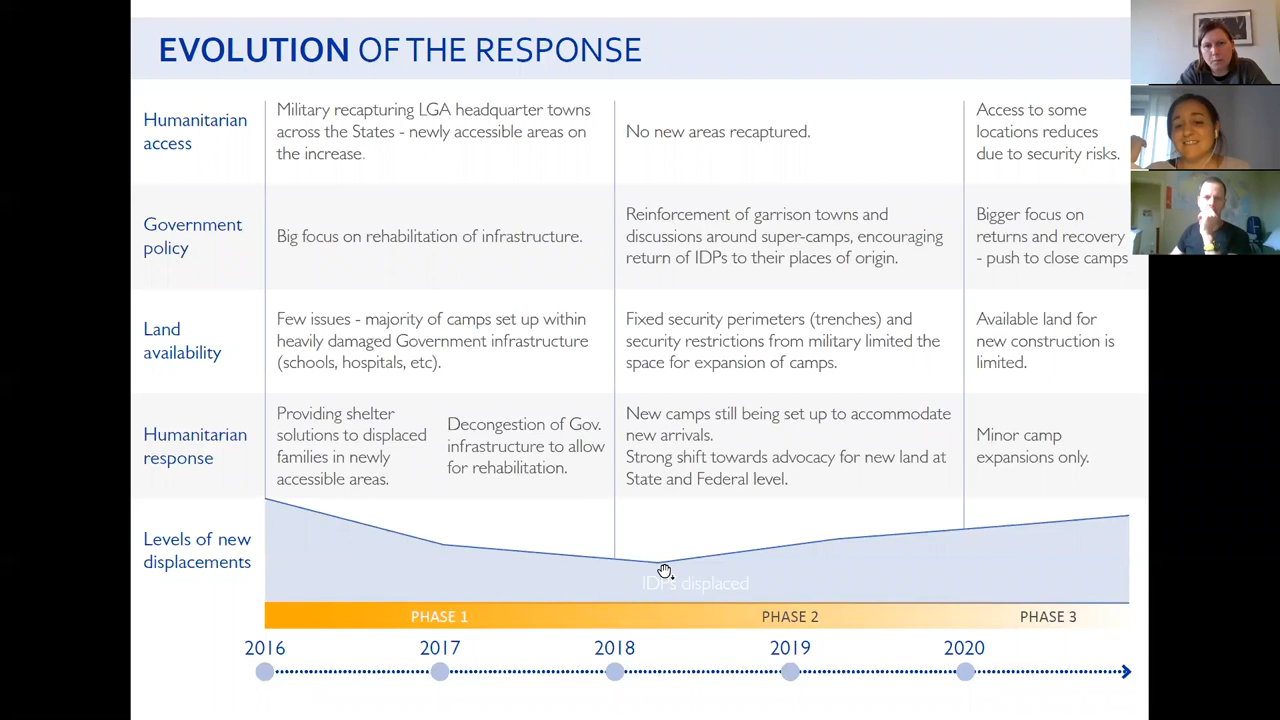 EVOLUTION OF THE RESPONSE
Humanitarian
access
Military recapturing LGA headquarter towns
across the States - newly accessible areas on
the increase.
No new areas recaptured.
Access to some
locations reduces
due to security risks.
Government
policy
Big focus on rehabilitation of infrastructure.
Reinforcement of garrison towns and
discussions around super-camps, encouraging
return of IDPs to their places of origin.
Bigger focus on
returns and recovery
- push to close camps
Land
availability
Few issues - majority of camps set up within
heavily damaged Government infrastructure
(schools, hospitals, etc).
Fixed security perimeters (trenches) and
security restrictions from military limited the
space for expansion of camps.
Available land for
new construction is
limited.
Humanitarian
response
Providing shelter
solutions to displaced
families in newly
accessible areas.
Decongestion of Gov.
infrastructure to allow
for rehabilitation.
New camps still being set up to accommodate
new arrivals.
Strong shift towards advocacy for new land at
State and Federal level.
Minor camp
expansions only.
Levels of new
displacements
IDPs displaced
PHASE 1
PHASE 2
PHASE 3
2016
2017
2018
2019
2020